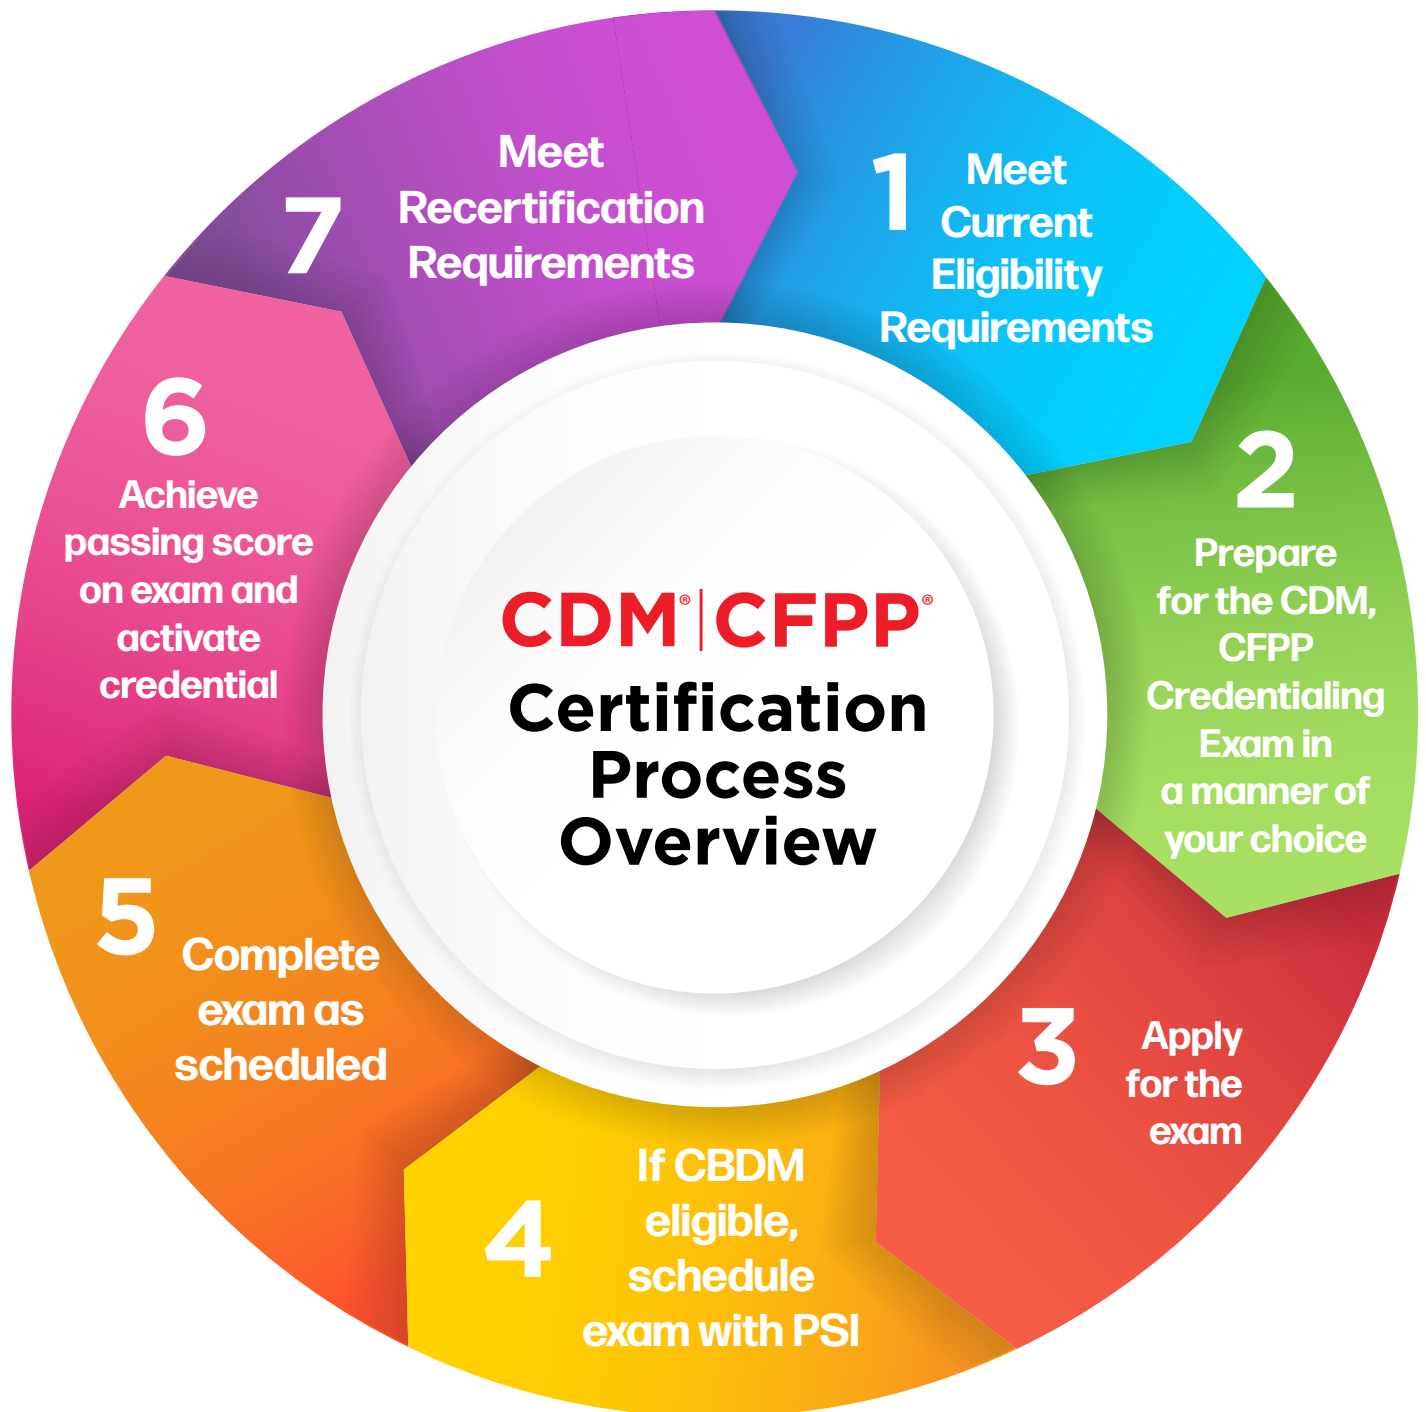 CDM®|CFPP®
Certification
Process
Overview
1
Meet
Current
Eligibility
Requirements
2
Prepare
for the CDM,
CFPP
Credentialing
Exam in
a manner of
your choice
3
Apply
for the
exam
4
If CBDM
eligible,
schedule
exam with PSI
5
Complete
exam as
scheduled
6
Achieve
passing score
on exam and
activate
credential
7
Meet
Recertification
Requirements